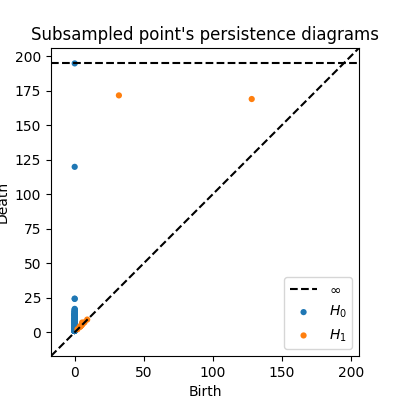 Subsampled point's persistence diagrams
200
175
150
125
100
75
50
25
0
Death
0 50 100 150 200
Birth
∞
H₀
H₁